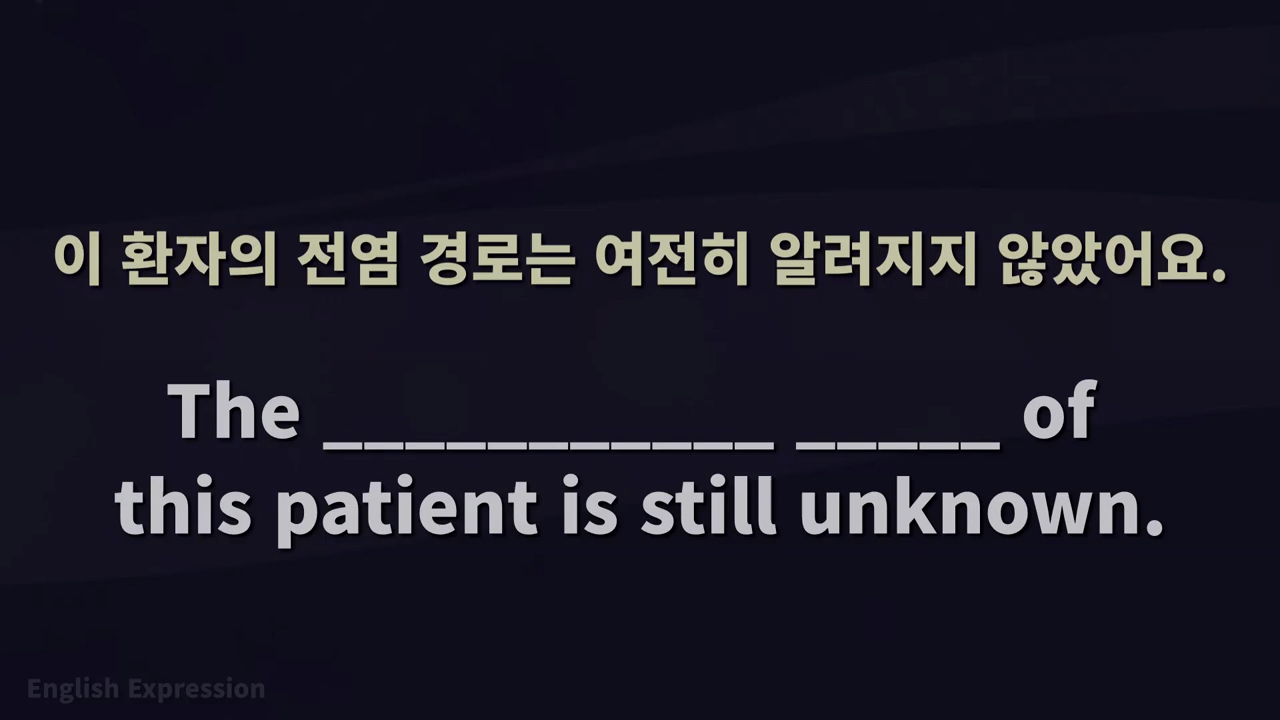 이 환자의 전염 경로는 여전히 알려지지 않았어요.
The ___________ _____ of
this patient is still unknown.
English Expression